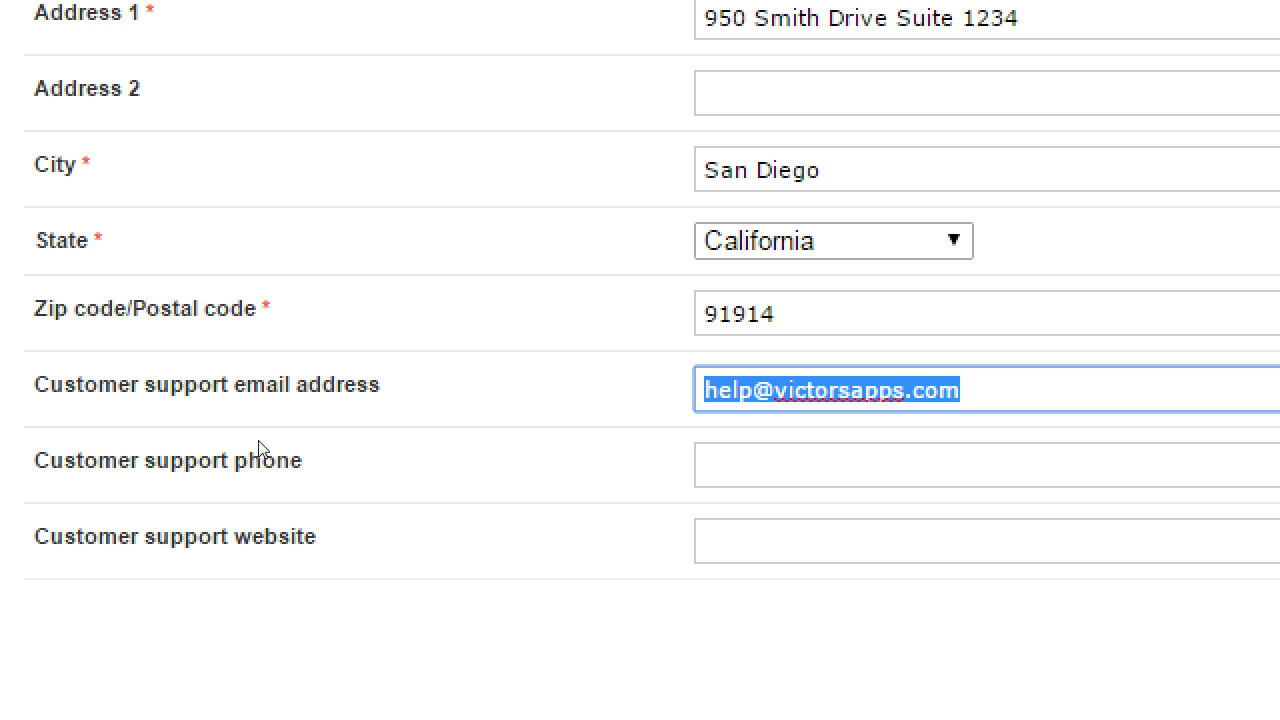 Address 1 *
950 Smith Drive Suite 1234
Address 2
City *
San Diego
State *
California
Zip code/Postal code *
91914
Customer support email address
help@victorsapps.com
Customer support phone
Customer support website